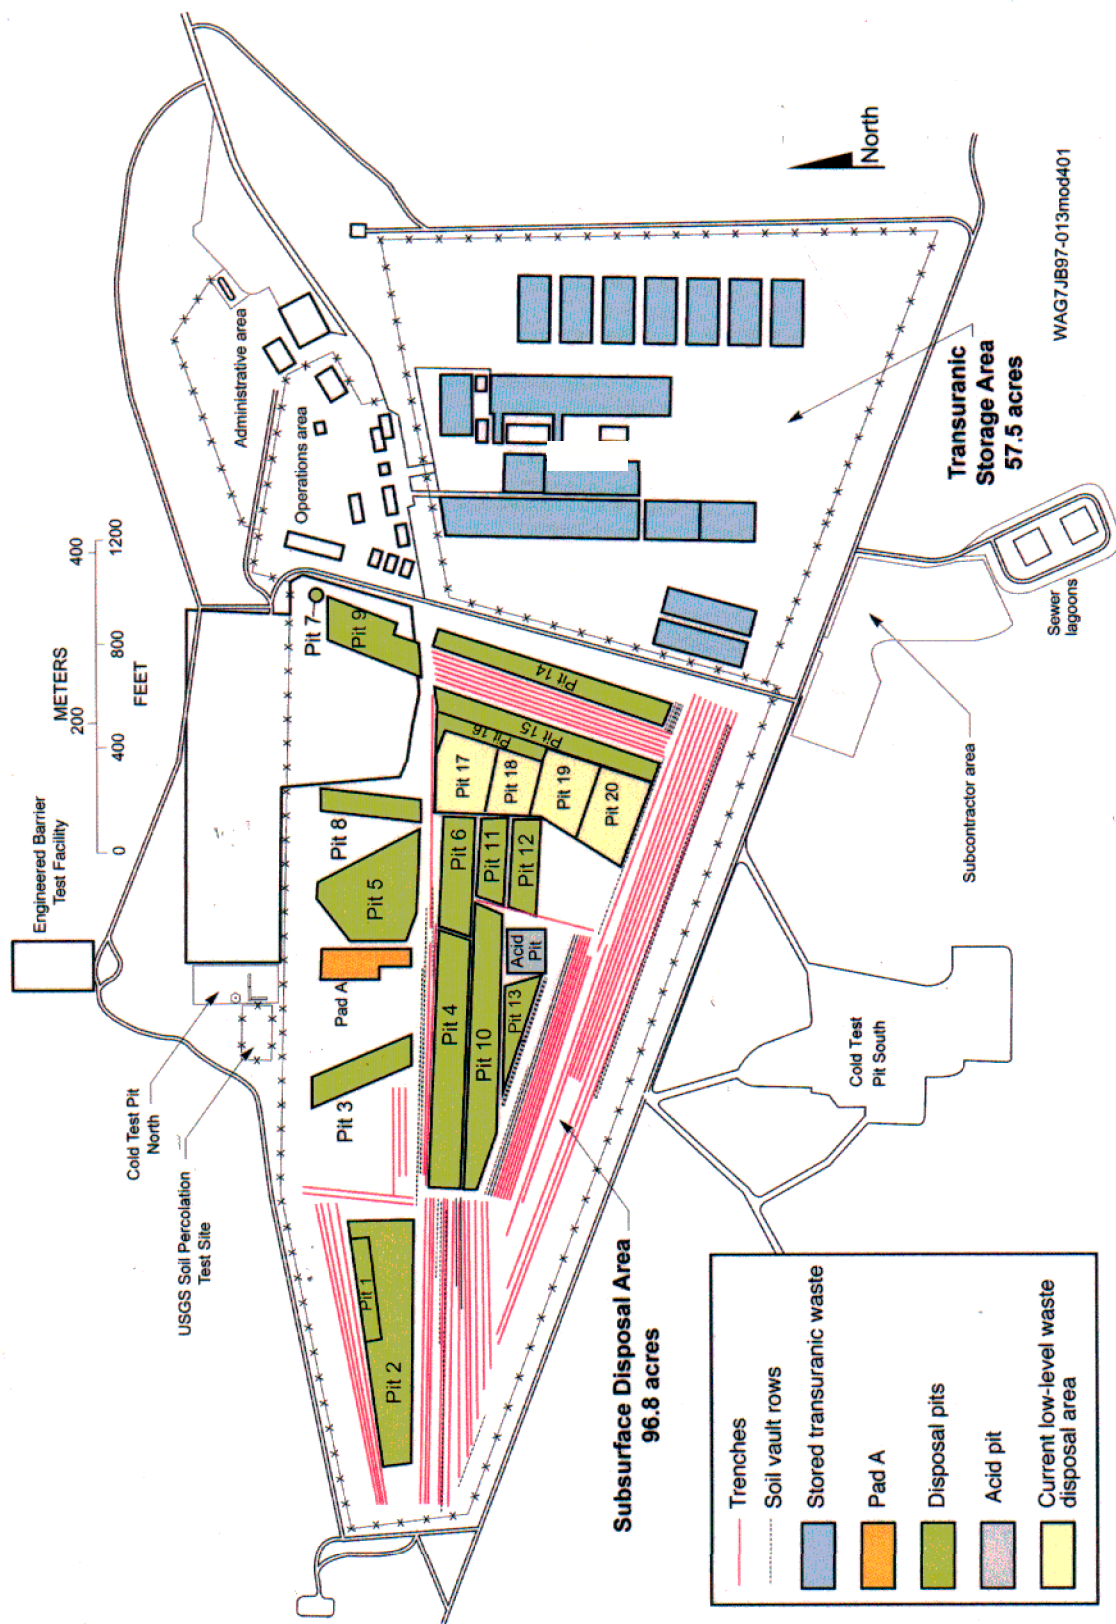 Engineered Barrier
Test Facility
METERS
0
200
400
FEET
0
400
800
1200
Cold Test Pit
North
USGS Soil Percolation
Test Site
Administrative area
Operations area
Pit 1
Pit 2
Pit 3
Pad A
Pit 5
Pit 8
Pit 7
Pit 9
Pit 4
Pit 6
Pit 10
Pit 11
Pit 12
Acid
Pit
Pit 13
Pit 17
Pit 18
Pit 16
Pit 15
Pit 14
Pit 19
Pit 20
North
Subsurface Disposal Area
96.8 acres
Transuranic
Storage Area
57.5 acres
Cold Test
Pit South
Subcontractor area
Sewer
lagoons
WAG7JB97-013mod401
Trenches
Soil vault rows
Stored transuranic waste
Pad A
Disposal pits
Acid pit
Current low-level waste
disposal area